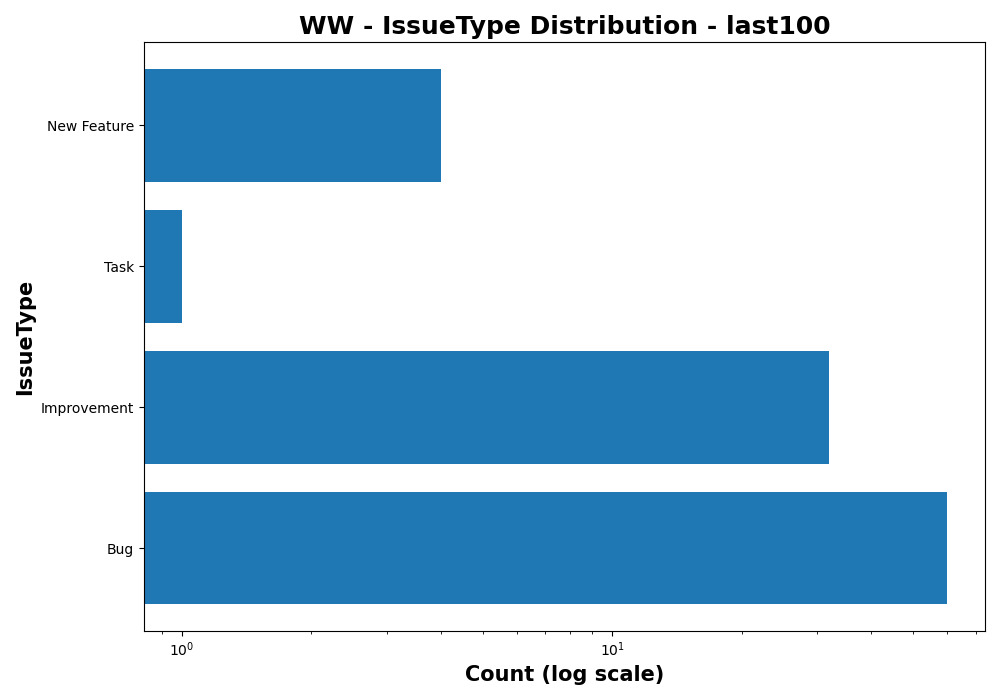 WW - IssueType Distribution - last100
IssueType
New Feature
Task
Improvement
Bug
10⁰
10¹
Count (log scale)